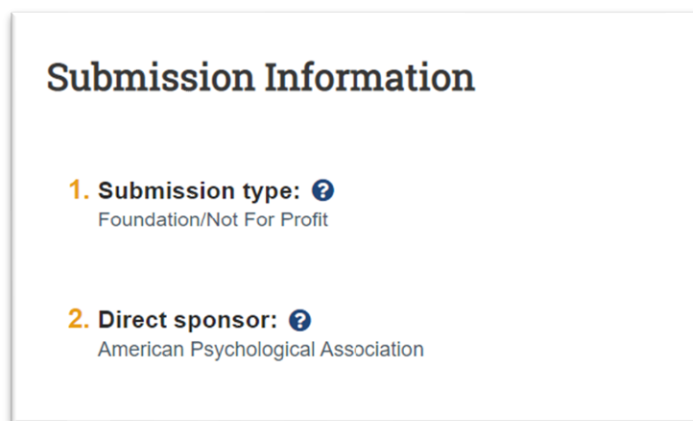 Submission Information
1. Submission type: ?
Foundation/Not For Profit
2. Direct sponsor: ?
American Psychological Association